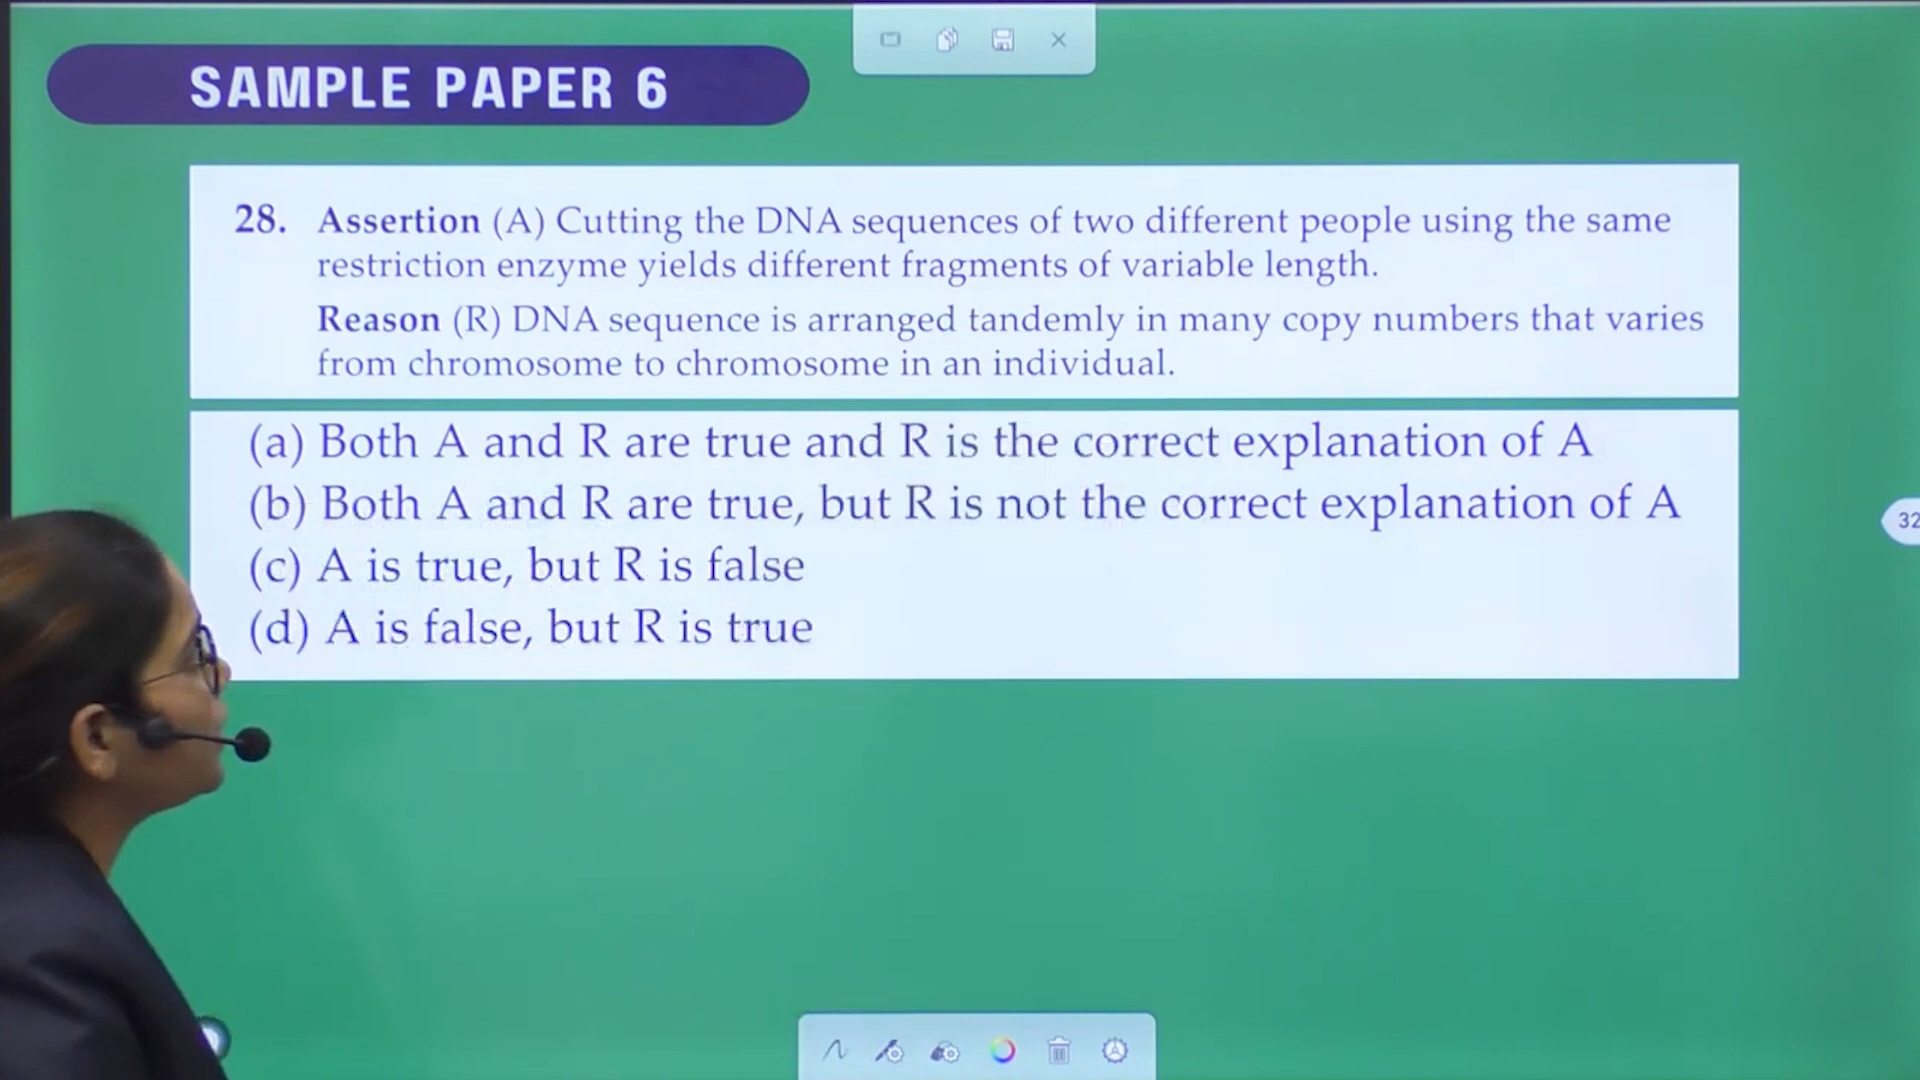 SAMPLE PAPER 6
28. Assertion (A) Cutting the DNA sequences of two different people using the same
restriction enzyme yields different fragments of variable length.
Reason (R) DNA sequence is arranged tandemly in many copy numbers that varies
from chromosome to chromosome in an individual.
(a) Both A and R are true and R is the correct explanation of A
(b) Both A and R are true, but R is not the correct explanation of A
32
(c) A is true, but R is false
(d) A is false, but R is true